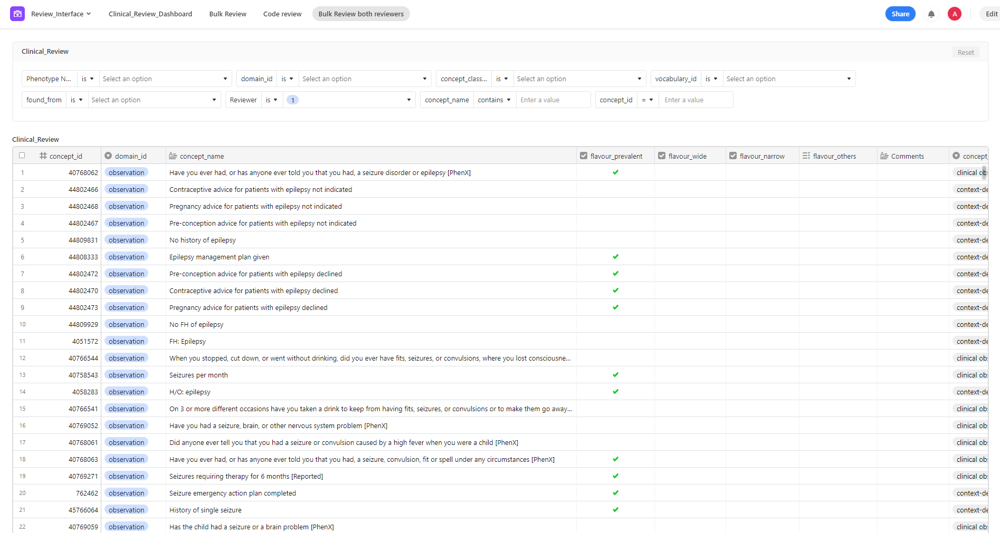 Review_Interface Clinical_Review_Dashboard Bulk Review Code review Bulk Review both reviewers Share A Edit
Clinical_Review Reset
Phenotype N... is Select an option domain_id is Select an option concept_class... is Select an option vocabulary_id is Select an option
found_from is Select an option Reviewer is 1 concept_name contains Enter a value concept_id = Enter a value
Clinical_Review
concept_id domain_id concept_name flavour_prevalent flavour_wide flavour_narrow flavour_others Comments concept_
1 40768062 observation Have you ever had, or has anyone ever told you that you had, a seizure disorder or epilepsy [PhenX] clinical obs
2 44802466 observation Contraceptive advice for patients with epilepsy not indicated context-de
3 44802468 observation Pregnancy advice for patients with epilepsy not indicated context-de
4 44802467 observation Pre-conception advice for patients with epilepsy not indicated context-de
5 44809831 observation No history of epilepsy context-de
6 44808333 observation Epilepsy management plan given context-de
7 44802472 observation Pre-conception advice for patients with epilepsy declined context-de
8 44802470 observation Contraceptive advice for patients with epilepsy declined context-de
9 44802473 observation Pregnancy advice for patients with epilepsy declined context-de
10 44809929 observation No FH of epilepsy context-de
11 4051572 observation FH: Epilepsy context-de
12 40766544 observation When you stopped, cut down, or went without drinking, did you ever have fits, seizures, or convulsions, where you lost consciousne... clinical obs
13 40758543 observation Seizures per month clinical obs
14 4058283 observation H/O: epilepsy context-de
15 40766541 observation On 3 or more different occasions have you taken a drink to keep from having fits, seizures, or convulsions or to make them go away... clinical obs
16 40769052 observation Have you had a seizure, brain, or other nervous system problem [PhenX] clinical obs
17 40768061 observation Did anyone ever tell you that you had a seizure or convulsion caused by a high fever when you were a child [PhenX] clinical obs
18 40768063 observation Have you ever had, or has anyone ever told you that you had, a seizure, convulsion, fit or spell under any circumstances [PhenX] clinical obs
19 40769271 observation Seizures requiring therapy for 6 months [Reported] clinical obs
20 762462 observation Seizure emergency action plan completed context-de
21 45766064 observation History of single seizure context-de
22 40769059 observation Has the child had a seizure or a brain problem [PhenX] clinical obs